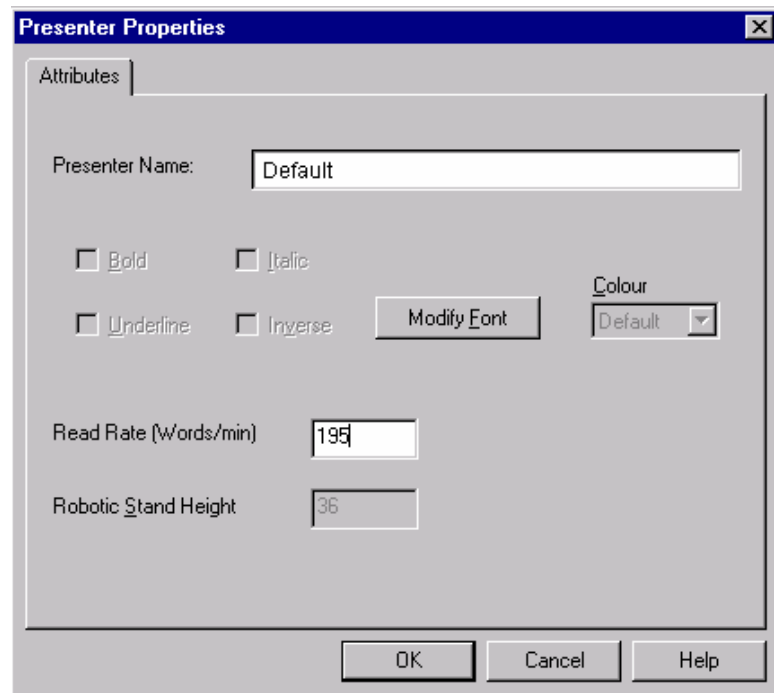 Presenter Properties
Attributes
Presenter Name: Default
Bold Italic
Colour
Underline Inverse Modify Font Default
Read Rate (Words/min) 195
Robotic Stand Height 36
OK Cancel Help